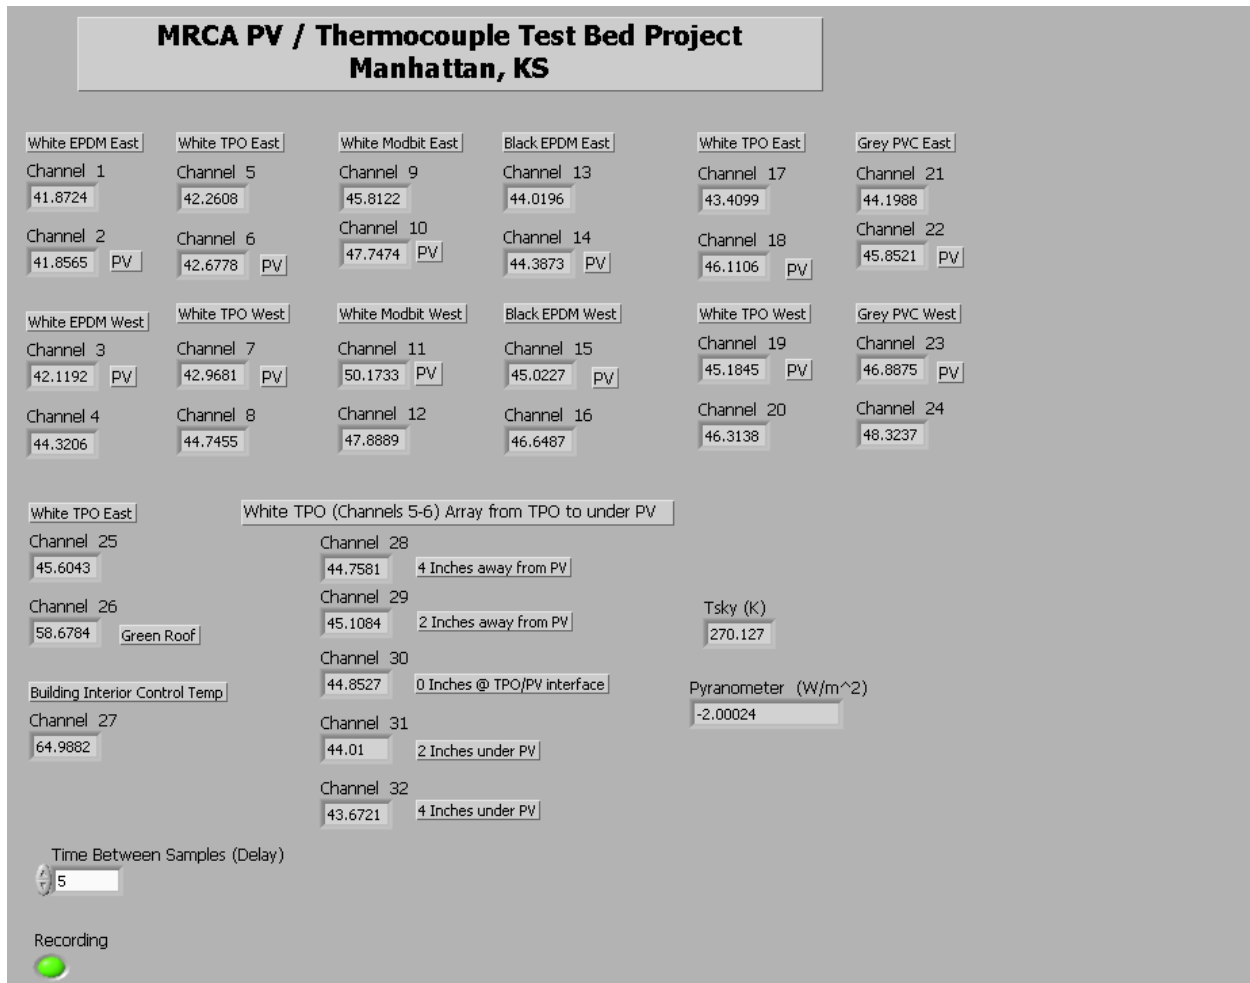 MRCA PV / Thermocouple Test Bed Project
Manhattan, KS
White EPDM East
Channel 1
41.8724
Channel 2
41.8565 PV
White EPDM West
Channel 3
42.1192 PV
Channel 4
44.3206
White TPO East
Channel 5
42.2608
Channel 6
42.6778 PV
White TPO West
Channel 7
42.9681 PV
Channel 8
44.7455
White Modbit East
Channel 9
45.8122
Channel 10
47.7474 PV
White Modbit West
Channel 11
50.1733 PV
Channel 12
47.8889
Black EPDM East
Channel 13
44.0196
Channel 14
44.3873 PV
Black EPDM West
Channel 15
45.0227 PV
Channel 16
46.6487
White TPO East
Channel 17
43.4099
Channel 18
46.1106 PV
White TPO West
Channel 19
45.1845 PV
Channel 20
46.3138
Grey PVC East
Channel 21
44.1988
Channel 22
45.8521 PV
Grey PVC West
Channel 23
46.8875 PV
Channel 24
48.3237
White TPO East
Channel 25
45.6043
Channel 26
58.6784 Green Roof
Building Interior Control Temp
Channel 27
64.9882
White TPO (Channels 5-6) Array from TPO to under PV
Channel 28
44.7581 4 Inches away from PV
Channel 29
45.1084 2 Inches away from PV
Channel 30
44.8527 0 Inches @ TPO/PV interface
Channel 31
44.01 2 Inches under PV
Channel 32
43.6721 4 Inches under PV
Tsky (K)
270.127
Pyranometer (W/m^2)
-2.00024
Time Between Samples (Delay)
5
Recording